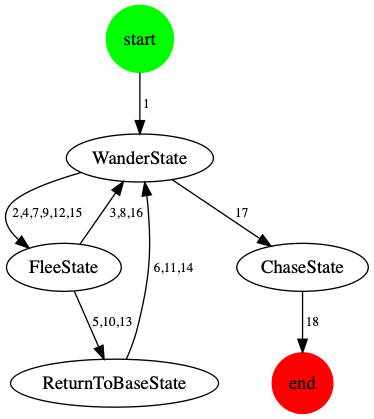 start
1
WanderState
2,4,7,9,12,15
3,8,16
17
6,11,14
FleeState
ChaseState
5,10,13
18
ReturnToBaseState
end